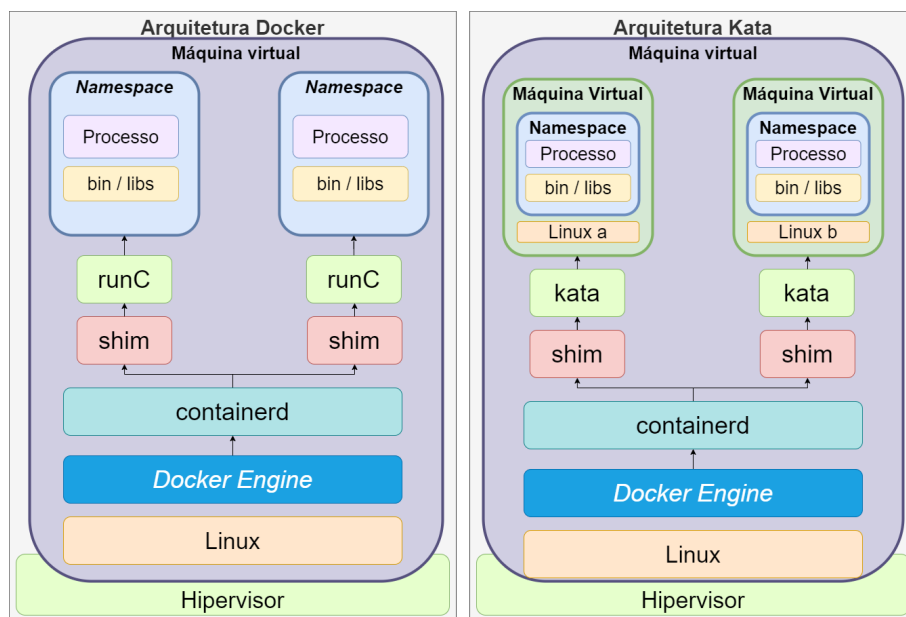 Arquitetura Docker
Máquina virtual
Namespace
Processo
bin / libs
Namespace
Processo
bin / libs
runC
runC
shim
shim
containerd
Docker Engine
Linux
Hipervisor
Arquitetura Kata
Máquina virtual
Máquina Virtual
Namespace
Processo
bin / libs
Linux a
Máquina Virtual
Namespace
Processo
bin / libs
Linux b
kata
kata
shim
shim
containerd
Docker Engine
Linux
Hipervisor